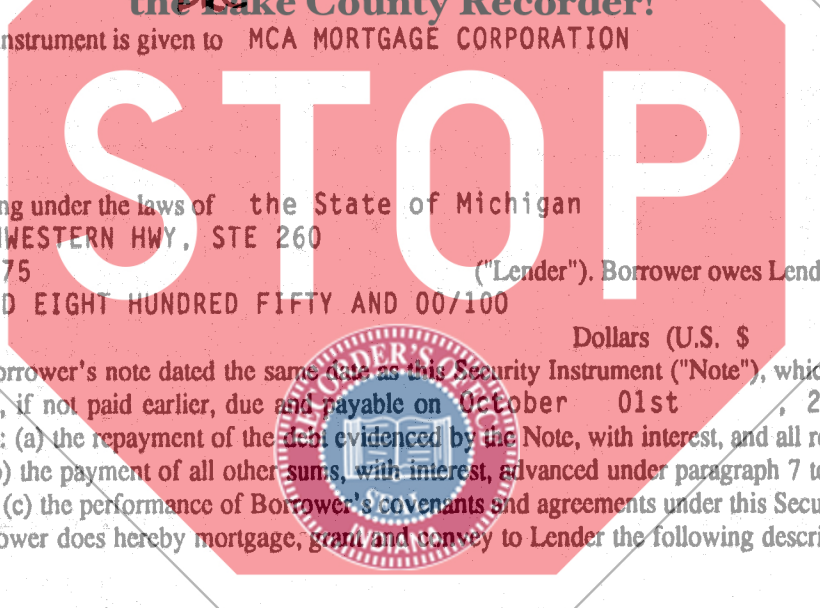 the Lake County Recorder!
nstrument is given to MCA MORTGAGE CORPORATION
STOP
ng under the laws of the State of Michigan
WESTERN HWY, STE 260
75 ("Lender"). Borrower owes Lend
D EIGHT HUNDRED FIFTY AND 00/100
Dollars (U.S. $
orrower's note dated the same date as this Security Instrument ("Note"), whic
, if not paid earlier, due and payable on October 01st , 2
: (a) the repayment of the debt evidenced by the Note, with interest, and all re
) the payment of all other sums, with interest, advanced under paragraph 7 to
(c) the performance of Borrower's covenants and agreements under this Secu
ower does hereby mortgage, grant and convey to Lender the following descri
RECORDER'S OFFICE
SEAL
INDIANA